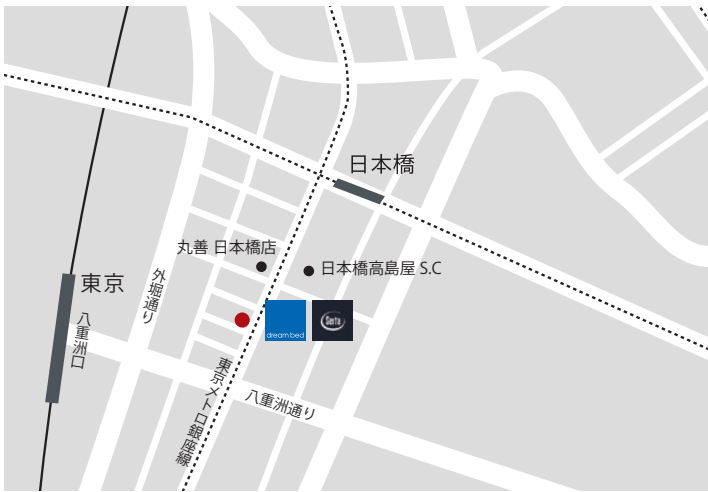 日本橋
丸善 日本橋店
日本橋高島屋 S.C
東京
八重洲口
外堀通り
dreambed
Serta
東京メトロ銀座線
八重洲通り